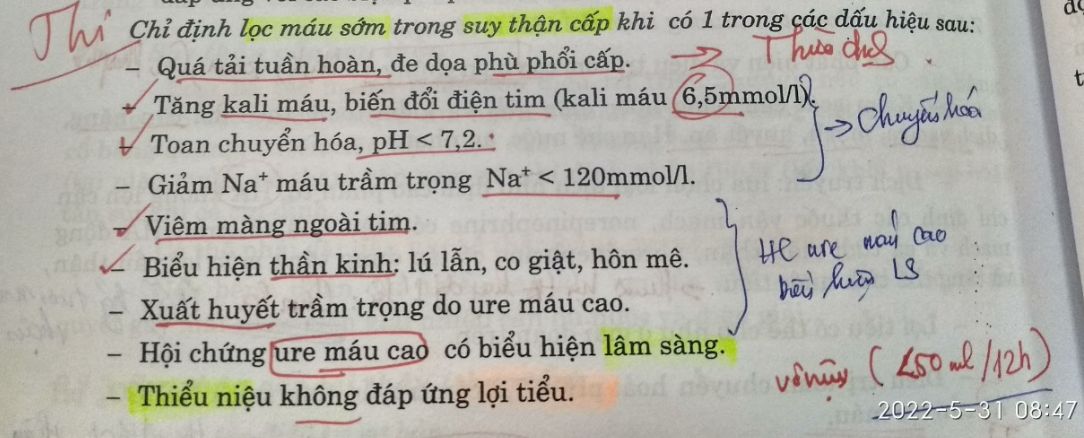 Thi
Chỉ định lọc máu sớm trong suy thận cấp khi có 1 trong các dấu hiệu sau:
– Quá tải tuần hoàn, đe dọa phù phổi cấp. → Thừa dịch
– Tăng kali máu, biến đổi điện tim (kali máu 6,5mmol/l).
– Toan chuyển hóa, pH < 7,2.
→ chuyển hoá
– Giảm Na⁺ máu trầm trọng Na⁺ < 120mmol/l.
– Viêm màng ngoài tim.
– Biểu hiện thần kinh: lú lẫn, co giật, hôn mê.
HC ure máu cao
biểu hiện LS
– Xuất huyết trầm trọng do ure máu cao.
– Hội chứng ure máu cao có biểu hiện lâm sàng.
– Thiểu niệu không đáp ứng lợi tiểu.
vô niệu (<50 ml/12h)
2022-5-31 08:47